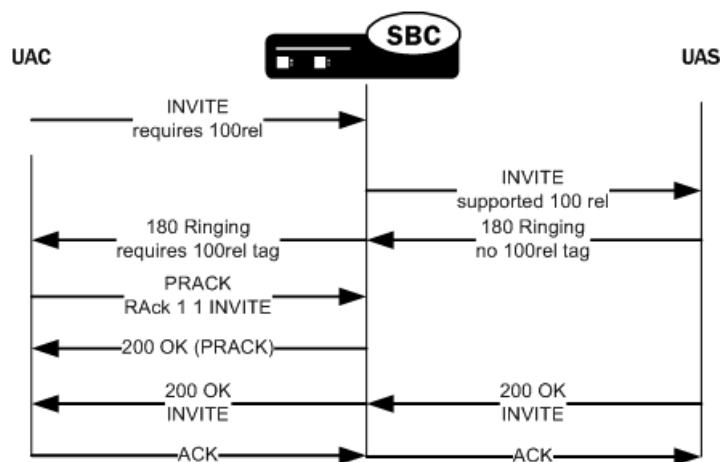 SBC
UAC
UAS
INVITE
requires 100rel
INVITE
supported 100 rel
180 Ringing
requires 100rel tag
180 Ringing
no 100rel tag
PRACK
RAck 1 1 INVITE
200 OK (PRACK)
200 OK
INVITE
200 OK
INVITE
ACK
ACK